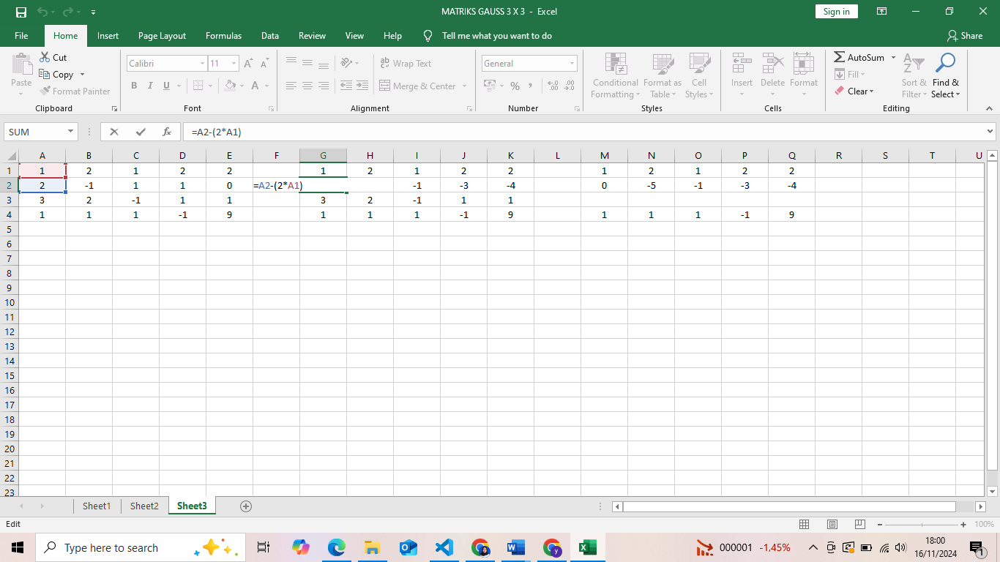 MATRIKS GAUSS 3 X 3 - Excel
Sign in
File Home Insert Page Layout Formulas Data Review View Help Tell me what you want to do Share
Cut
Copy
Format Painter
Paste
Clipboard
Calibri 11
B I U
Font
Wrap Text
Merge & Center
Alignment
General
Number
Conditional Formatting
Format as Table
Cell Styles
Styles
Insert Delete Format
Cells
AutoSum
Fill
Clear
Sort & Filter
Find & Select
Editing
SUM fx =A2-(2*A1)
A B C D E F G H I J K L M N O P Q R S T U
1 1 2 1 2 2 1 2 1 2 2 1 2 1 2 2
2 2 -1 1 1 0 =A2-(2*A1) -1 -3 -4 0 -5 -1 -3 -4
3 3 2 -1 1 1 3 2 -1 1 1
4 1 1 1 -1 9 1 1 1 -1 9 1 1 1 -1 9
5
6
7
8
9
10
11
12
13
14
15
16
17
18
19
20
21
22
23
Sheet1 Sheet2 Sheet3
Edit 100%
Type here to search
000001 -1,45%
18:00
16/11/2024
1